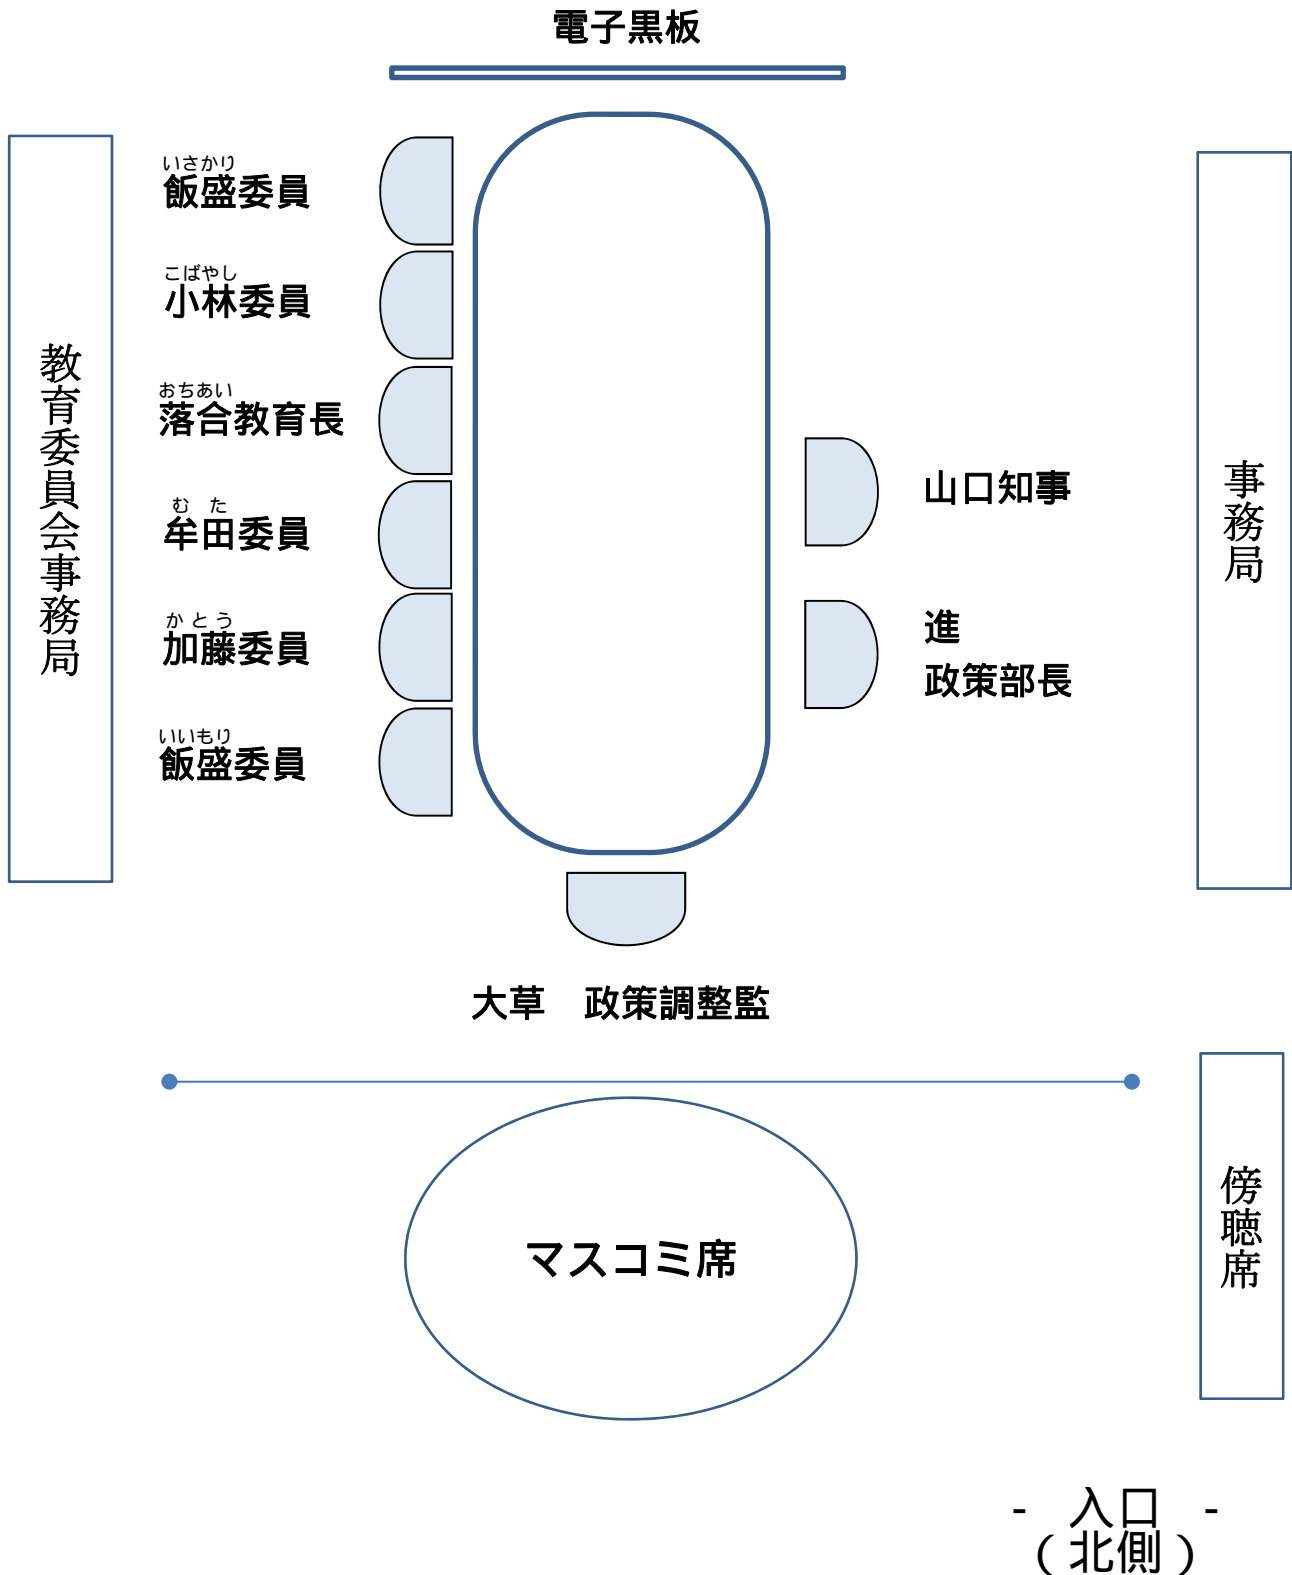 電子黒板
いさかり
飯盛委員
こばやし
小林委員
おちあい
落合教育長
む た
牟田委員
かとう
加藤委員
いいもり
飯盛委員
教育委員会事務局
山口知事
進
政策部長
事務局
大草　政策調整監
マスコミ席
傍聴席
-　入口　-
（北側）